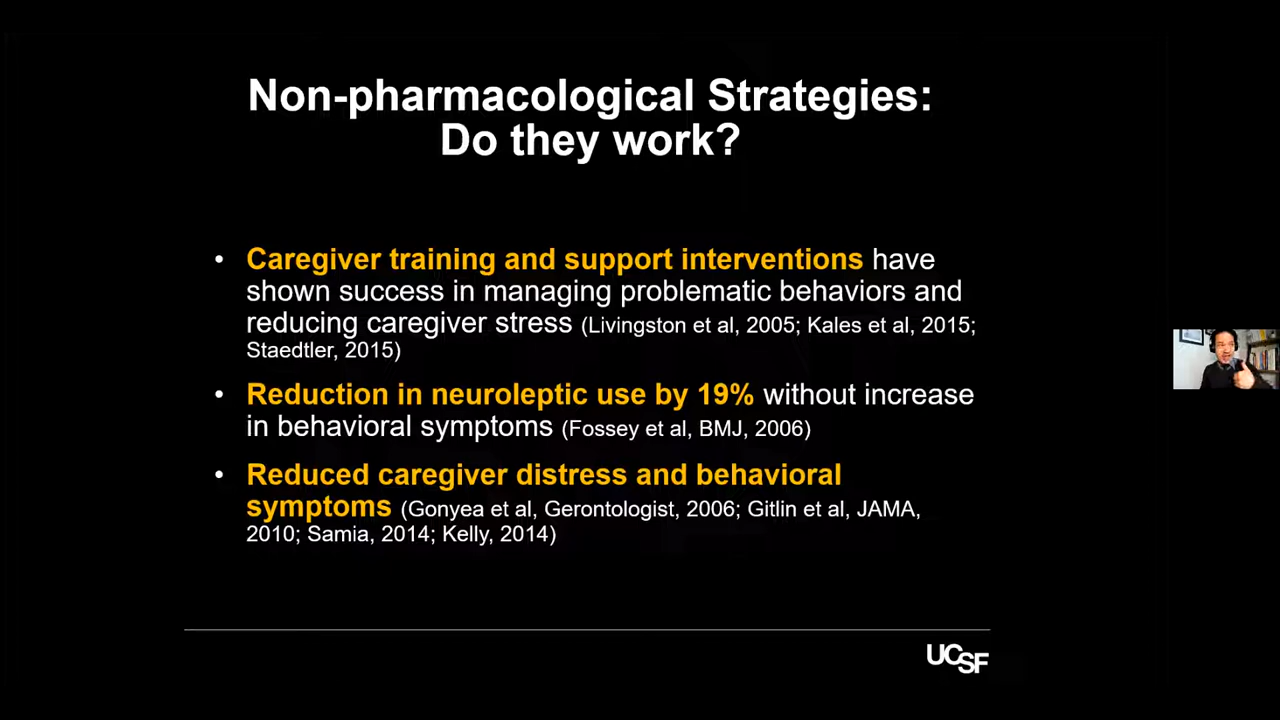 Non-pharmacological Strategies:
Do they work?
• Caregiver training and support interventions have
shown success in managing problematic behaviors and
reducing caregiver stress (Livingston et al, 2005; Kales et al, 2015;
Staedtler, 2015)
• Reduction in neuroleptic use by 19% without increase
in behavioral symptoms (Fossey et al, BMJ, 2006)
• Reduced caregiver distress and behavioral
symptoms (Gonyea et al, Gerontologist, 2006; Gitlin et al, JAMA,
2010; Samia, 2014; Kelly, 2014)
UCSF